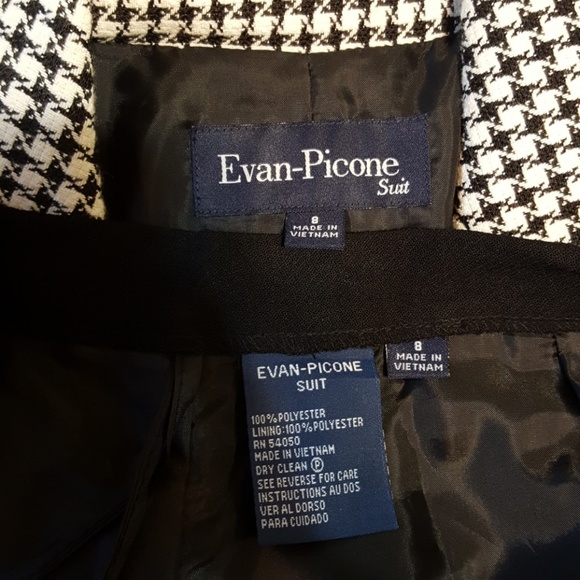 Evan-Picone
Suit
8
MADE IN
VIETNAM
8
MADE IN
VIETNAM
EVAN-PICONE
SUIT
100% POLYESTER
LINING:100% POLYESTER
RN 54050
MADE IN VIETNAM
DRY CLEAN Ⓟ
SEE REVERSE FOR CARE
INSTRUCTIONS AU DOS
VER AL DORSO
PARA CUIDADO